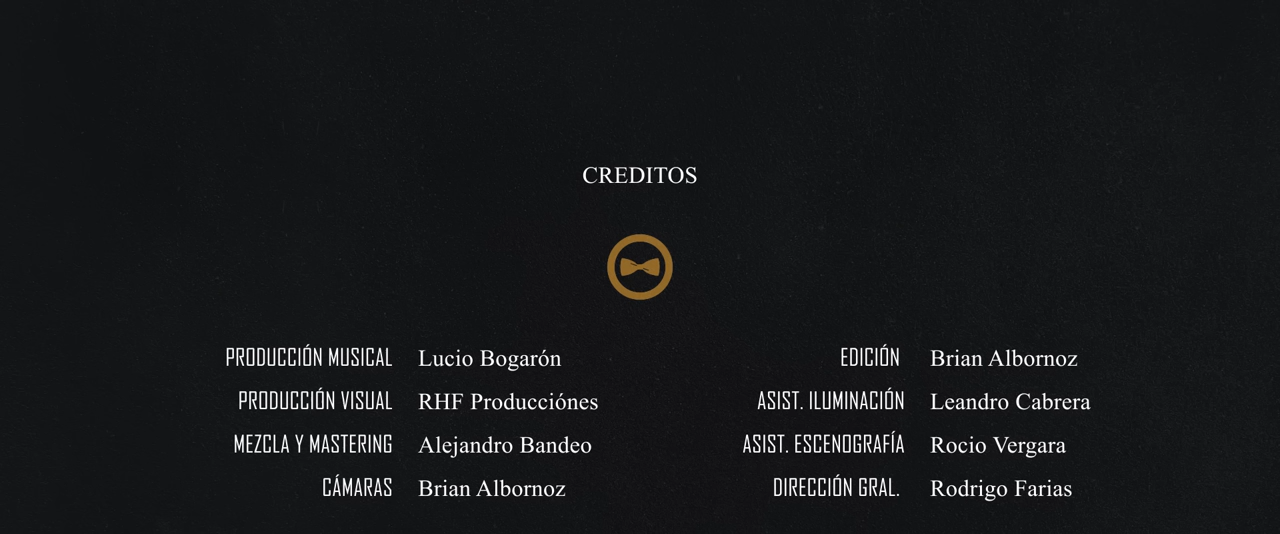 CREDITOS
PRODUCCIÓN MUSICAL Lucio Bogarón
PRODUCCIÓN VISUAL RHF Producciónes
MEZCLA Y MASTERING Alejandro Bandeo
CÁMARAS Brian Albornoz
EDICIÓN Brian Albornoz
ASIST. ILUMINACIÓN Leandro Cabrera
ASIST. ESCENOGRAFÍA Rocio Vergara
DIRECCIÓN GRAL. Rodrigo Farias